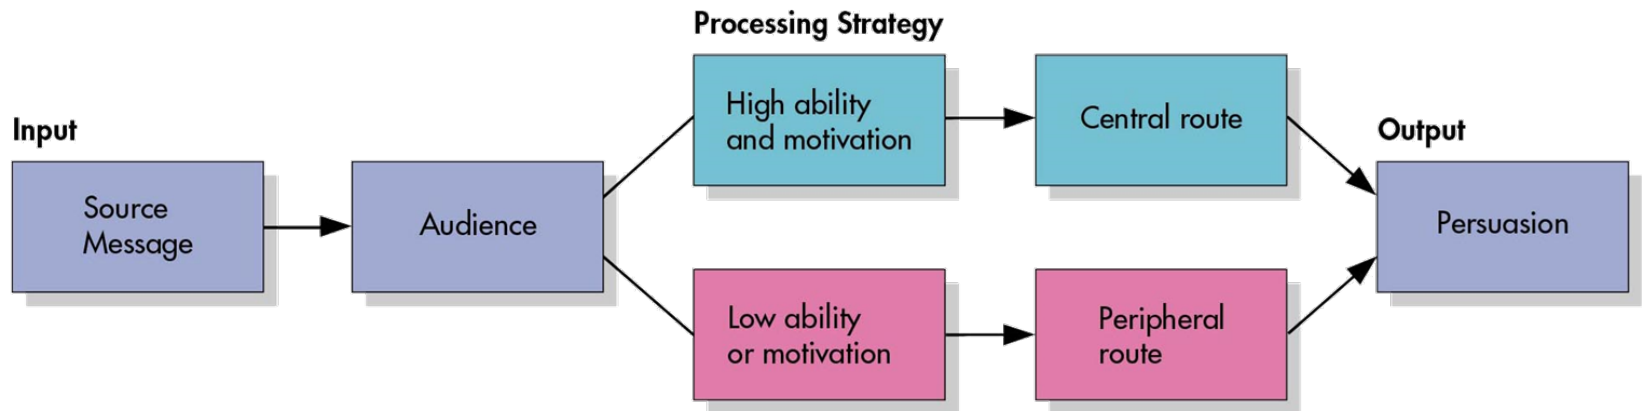 Processing Strategy
Input
Source
Message
Audience
High ability
and motivation
Central route
Low ability
or motivation
Peripheral
route
Output
Persuasion